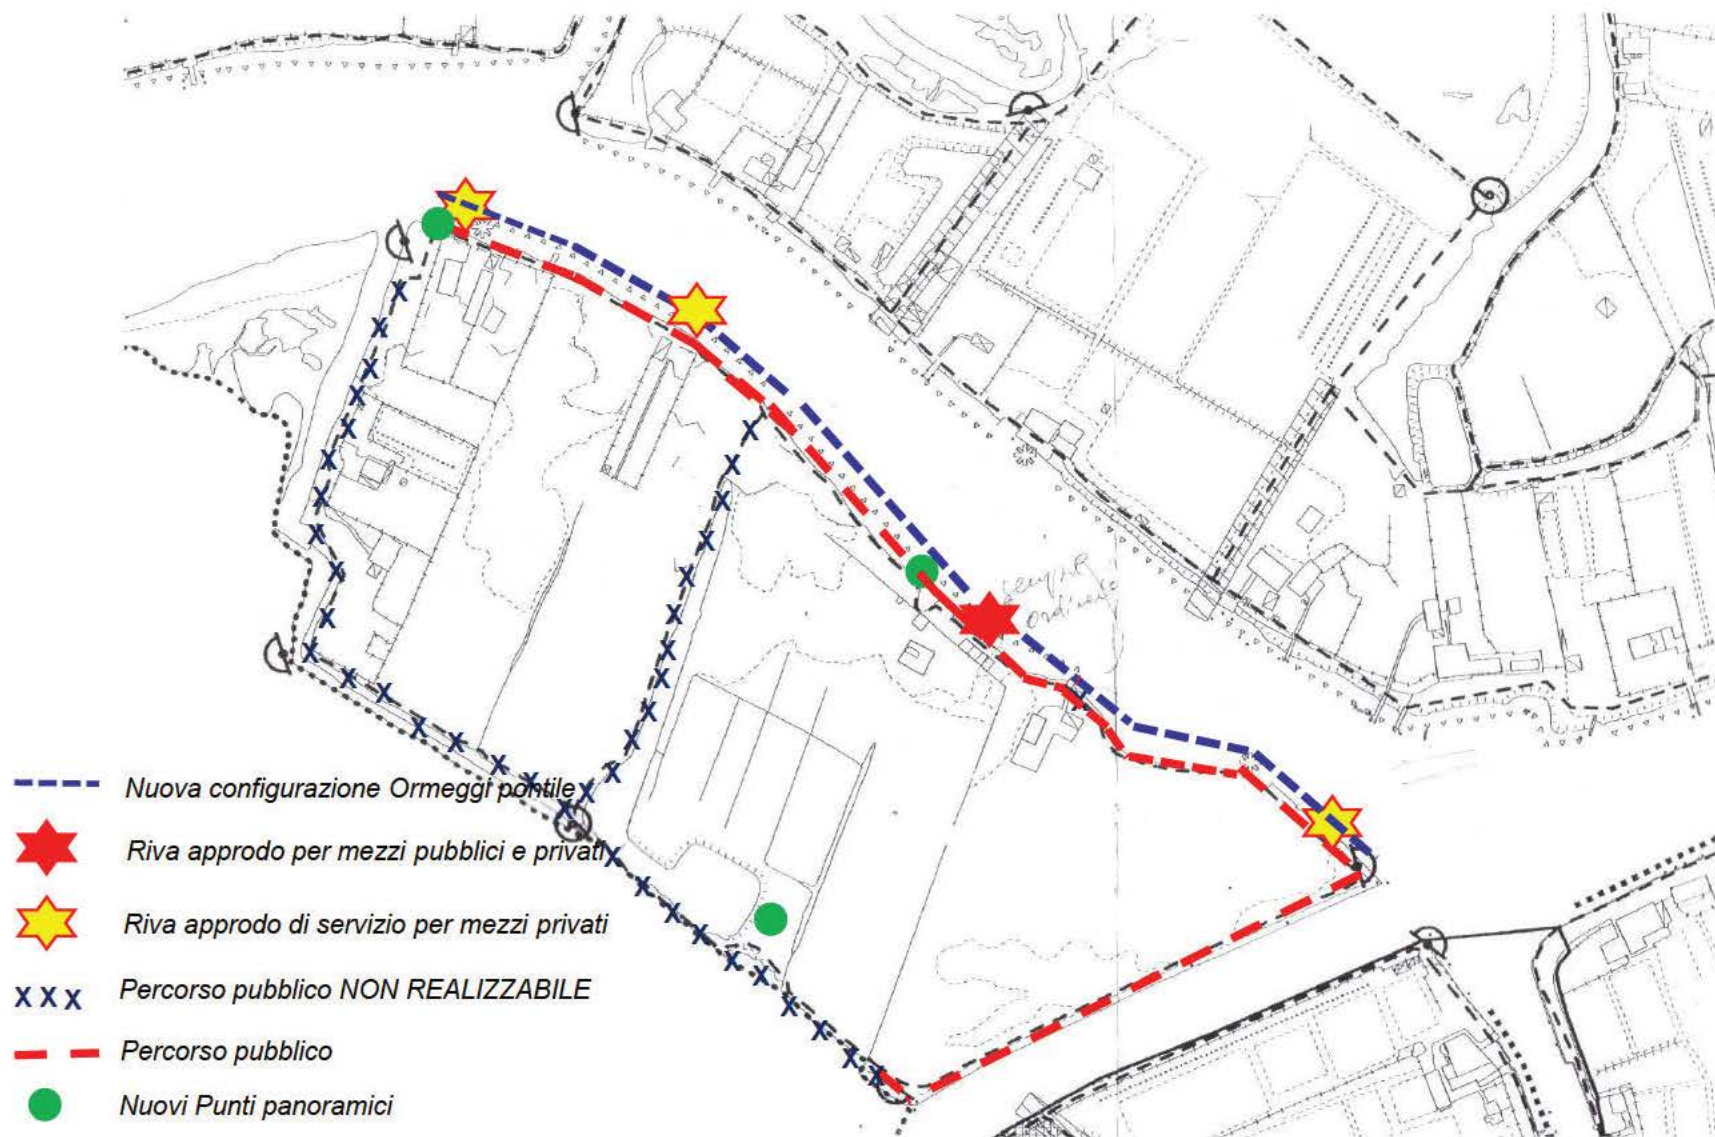 Nuova configurazione Ormeggi pontile
Riva approdo per mezzi pubblici e privati
Riva approdo di servizio per mezzi privati
X X X Percorso pubblico NON REALIZZABILE
Percorso pubblico
Nuovi Punti panoramici